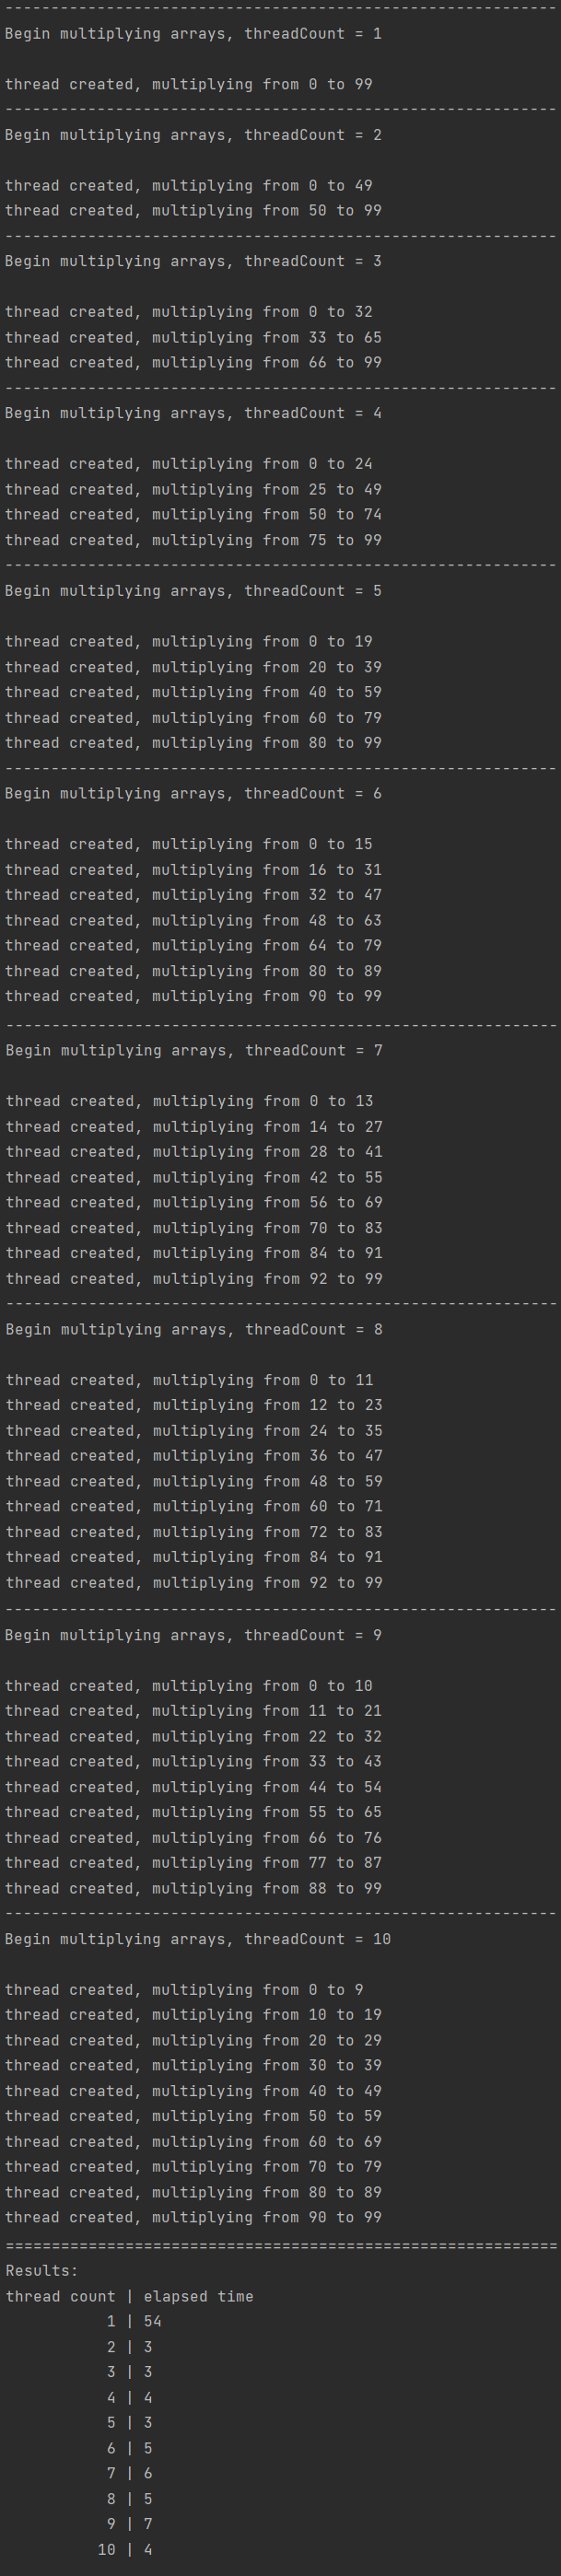 ------------------------------------------------------------
Begin multiplying arrays, threadCount = 1

thread created, multiplying from 0 to 99
------------------------------------------------------------
Begin multiplying arrays, threadCount = 2

thread created, multiplying from 0 to 49
thread created, multiplying from 50 to 99
------------------------------------------------------------
Begin multiplying arrays, threadCount = 3

thread created, multiplying from 0 to 32
thread created, multiplying from 33 to 65
thread created, multiplying from 66 to 99
------------------------------------------------------------
Begin multiplying arrays, threadCount = 4

thread created, multiplying from 0 to 24
thread created, multiplying from 25 to 49
thread created, multiplying from 50 to 74
thread created, multiplying from 75 to 99
------------------------------------------------------------
Begin multiplying arrays, threadCount = 5

thread created, multiplying from 0 to 19
thread created, multiplying from 20 to 39
thread created, multiplying from 40 to 59
thread created, multiplying from 60 to 79
thread created, multiplying from 80 to 99
------------------------------------------------------------
Begin multiplying arrays, threadCount = 6

thread created, multiplying from 0 to 15
thread created, multiplying from 16 to 31
thread created, multiplying from 32 to 47
thread created, multiplying from 48 to 63
thread created, multiplying from 64 to 79
thread created, multiplying from 80 to 89
thread created, multiplying from 90 to 99
------------------------------------------------------------
Begin multiplying arrays, threadCount = 7

thread created, multiplying from 0 to 13
thread created, multiplying from 14 to 27
thread created, multiplying from 28 to 41
thread created, multiplying from 42 to 55
thread created, multiplying from 56 to 69
thread created, multiplying from 70 to 83
thread created, multiplying from 84 to 91
thread created, multiplying from 92 to 99
------------------------------------------------------------
Begin multiplying arrays, threadCount = 8

thread created, multiplying from 0 to 11
thread created, multiplying from 12 to 23
thread created, multiplying from 24 to 35
thread created, multiplying from 36 to 47
thread created, multiplying from 48 to 59
thread created, multiplying from 60 to 71
thread created, multiplying from 72 to 83
thread created, multiplying from 84 to 91
thread created, multiplying from 92 to 99
------------------------------------------------------------
Begin multiplying arrays, threadCount = 9

thread created, multiplying from 0 to 10
thread created, multiplying from 11 to 21
thread created, multiplying from 22 to 32
thread created, multiplying from 33 to 43
thread created, multiplying from 44 to 54
thread created, multiplying from 55 to 65
thread created, multiplying from 66 to 76
thread created, multiplying from 77 to 87
thread created, multiplying from 88 to 99
------------------------------------------------------------
Begin multiplying arrays, threadCount = 10

thread created, multiplying from 0 to 9
thread created, multiplying from 10 to 19
thread created, multiplying from 20 to 29
thread created, multiplying from 30 to 39
thread created, multiplying from 40 to 49
thread created, multiplying from 50 to 59
thread created, multiplying from 60 to 69
thread created, multiplying from 70 to 79
thread created, multiplying from 80 to 89
thread created, multiplying from 90 to 99
============================================================
Results:
thread count | elapsed time
           1 | 54
           2 | 3
           3 | 3
           4 | 4
           5 | 3
           6 | 5
           7 | 6
           8 | 5
           9 | 7
          10 | 4